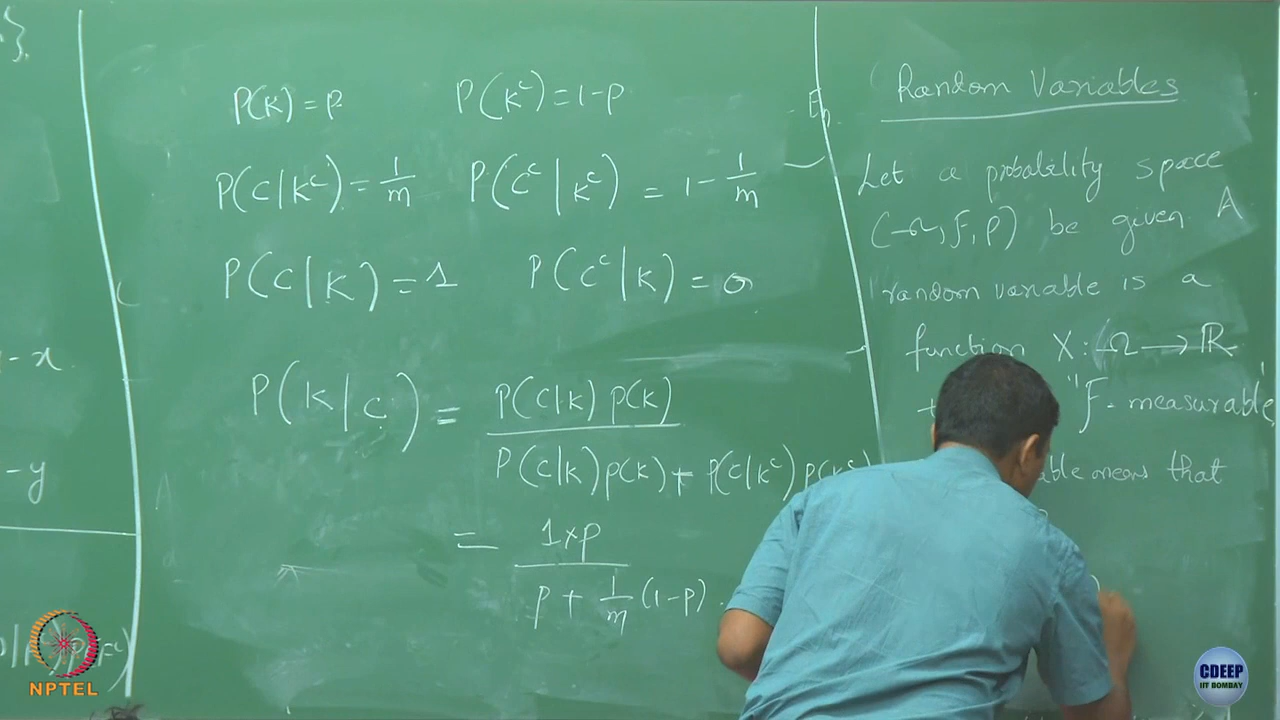 P(K) = p P(K^c) = 1 - p
P(C|K^c) = 1/m P(C^c|K^c) = 1 - 1/m
P(C|K) = 1 P(C^c|K) = 0
P(K|C) = P(C|K) P(K) / P(C|K) P(K) + P(C|K^c) P(K^c)
= 1 × p / p + 1/m (1 - p)
- x
- y
Random Variables
Let a probability space
(Ω, F, P) be given A
random variable is a
function X : Ω → ℝ
"F - measurable
means that
NPTEL
CDEEP
IIT BOMBAY